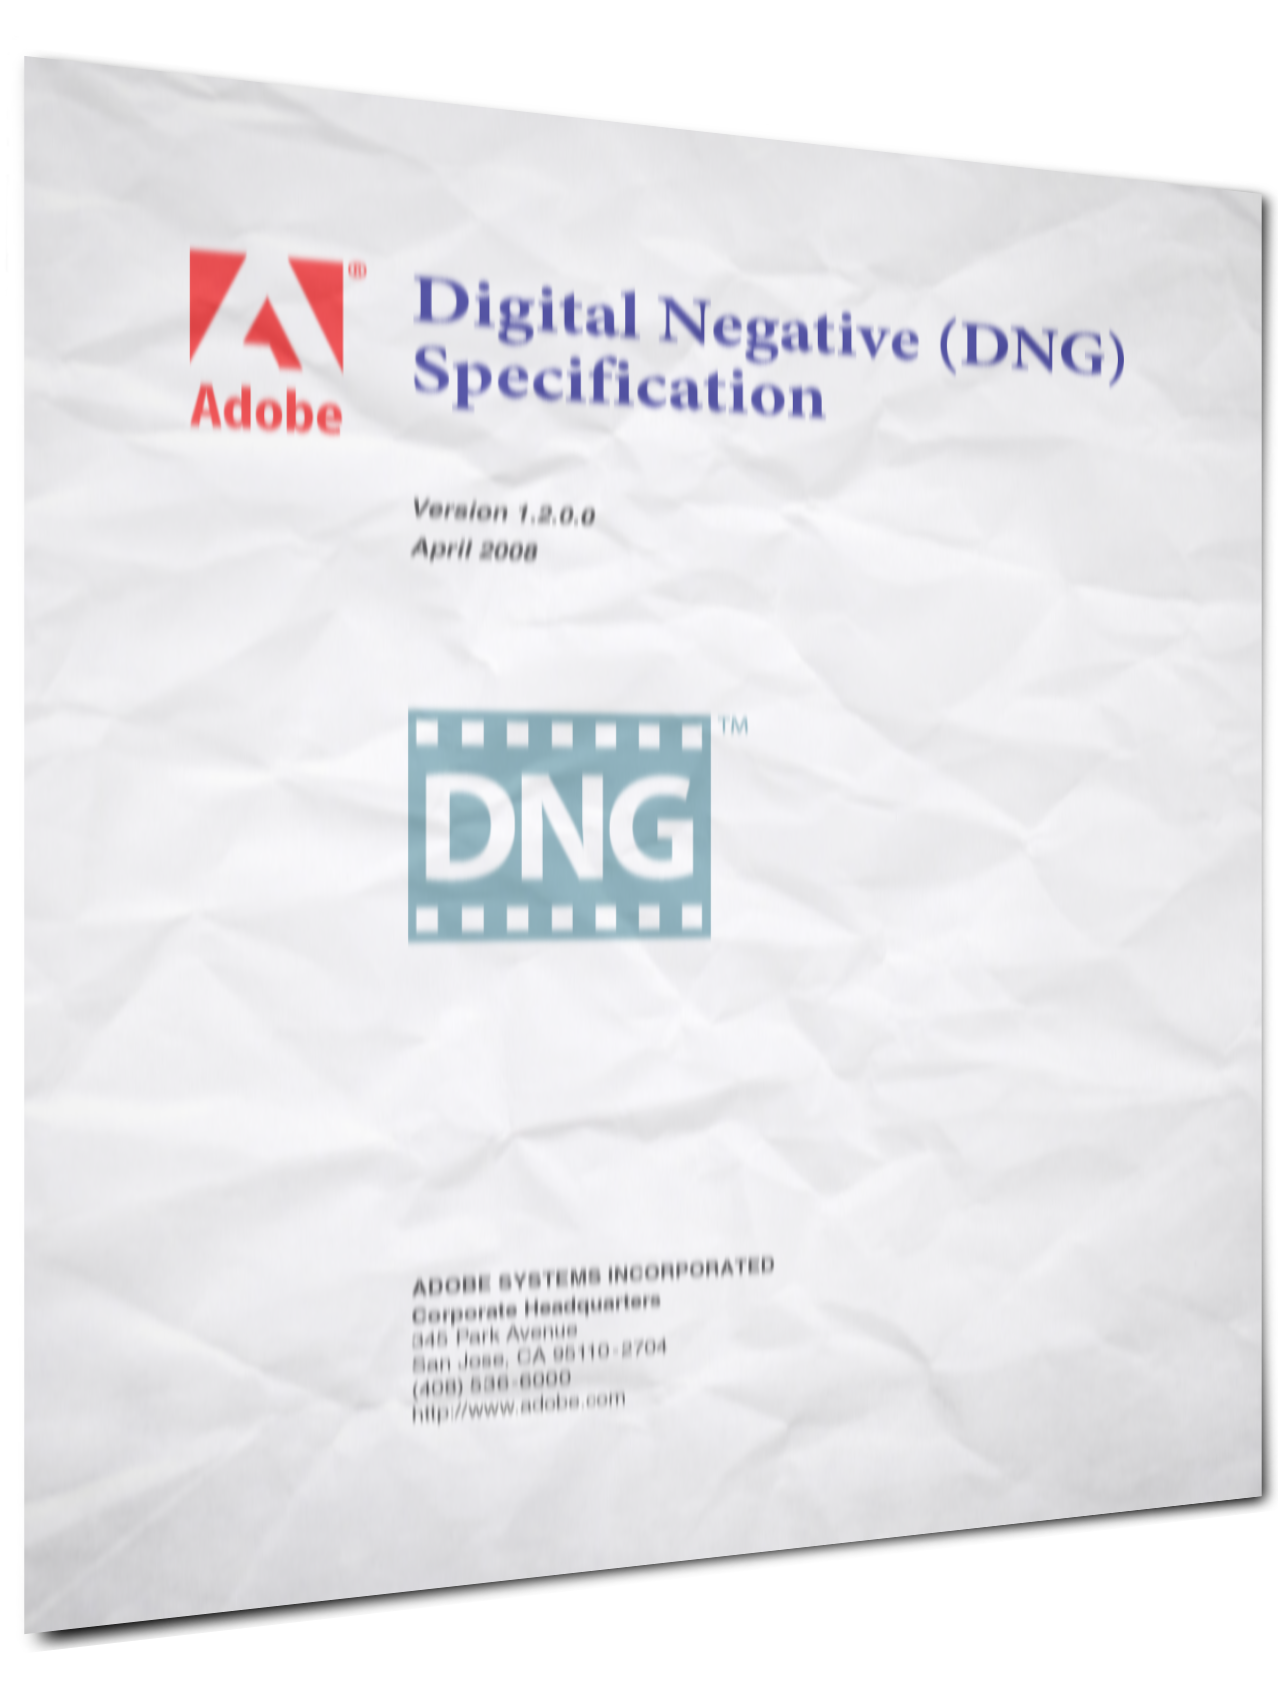 Adobe®
Digital Negative (DNG)
Specification
Version 1.2.0.0
April 2008
DNG™
ADOBE SYSTEMS INCORPORATED
Corporate Headquarters
345 Park Avenue
San Jose, CA 95110-2704
(408) 536-6000
http://www.adobe.com